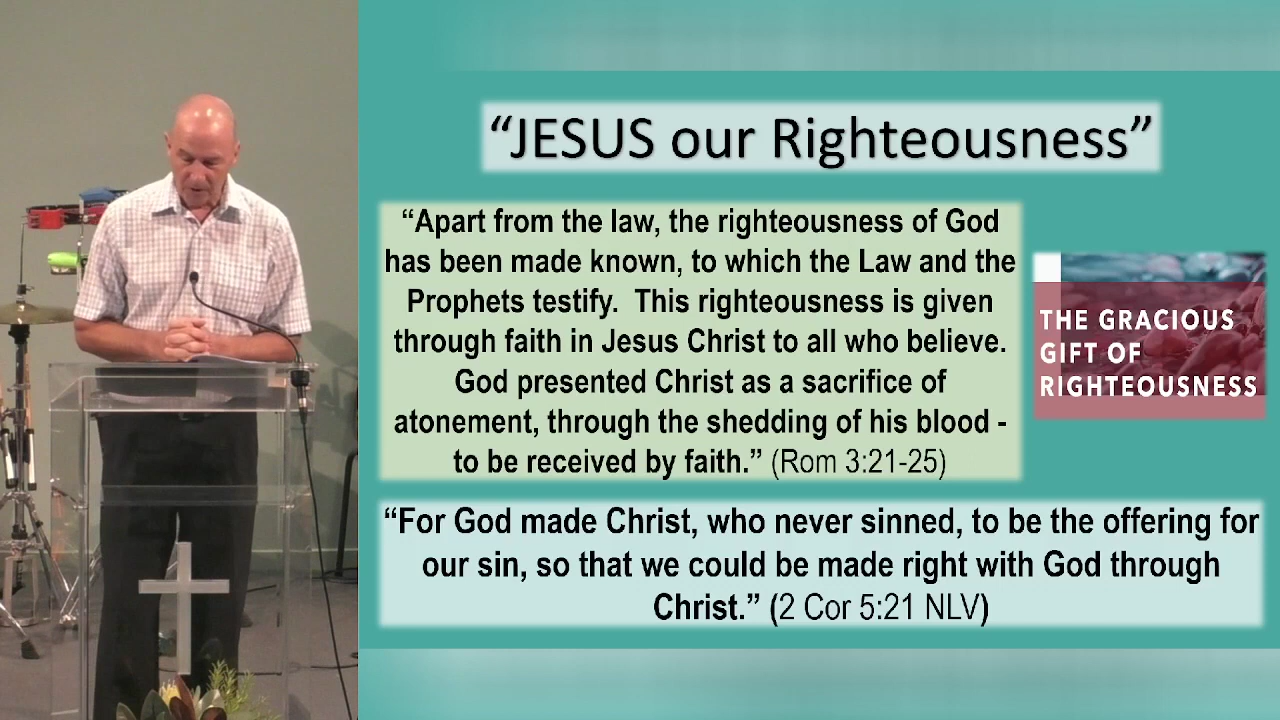 “JESUS our Righteousness”
“Apart from the law, the righteousness of God
has been made known, to which the Law and the
Prophets testify.  This righteousness is given
through faith in Jesus Christ to all who believe.
God presented Christ as a sacrifice of
atonement, through the shedding of his blood -
to be received by faith.” (Rom 3:21-25)
THE GRACIOUS
GIFT OF
RIGHTEOUSNESS
“For God made Christ, who never sinned, to be the offering for
our sin, so that we could be made right with God through
Christ.” (2 Cor 5:21 NLV)